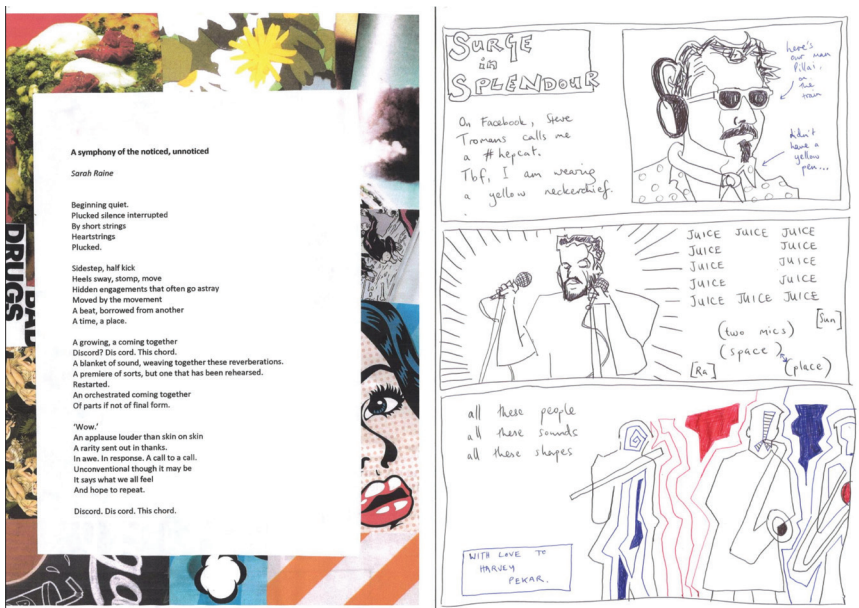 A symphony of the noticed, unnoticed
Sarah Raine
Beginning quiet.
Plucked silence interrupted
By short strings
Heartstrings
Plucked.
Sidestep, half kick
Heels sway, stomp, move
Hidden engagements that often go astray
Moved by the movement
A beat, borrowed from another
A time, a place.
A growing, a coming together
Discord? Dis cord. This chord.
A blanket of sound, weaving together these reverberations.
A premiere of sorts, but one that has been rehearsed.
Restarted.
An orchestrated coming together
Of parts if not of final form.
'Wow.'
An applause louder than skin on skin
A rarity sent out in thanks.
In awe. In response. A call to a call.
Unconventional though it may be
It says what we all feel
And hope to repeat.
Discord. Dis cord. This chord.
DRUGS
BAD
SURGE
in
SPLENDOUR
On Facebook, Steve
Tromans calls me
a #hepcat.
Tbf, I am wearing
a yellow neckerchief.
here's
our man
Pillai.
on
the
train
didn't
have a
yellow
pen...
JUICE JUICE JUICE
JUICE JUICE
JUICE JUICE
JUICE JUICE
JUICE JUICE JUICE
[Sun]
(two mics)
(space)
[Ra]
(place)
all these people
all these sounds
all these shapes
WITH LOVE TO
HARVEY
PEKAR.